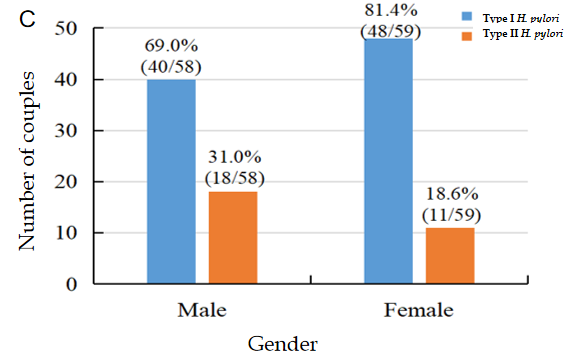 C
81.4%
(48/59)
Type I H. pylori
Type II H. pylori
69.0%
(40/58)
31.0%
(18/58)
18.6%
(11/59)
50
40
30
20
10
0
Number of couples
Male
Female
Gender